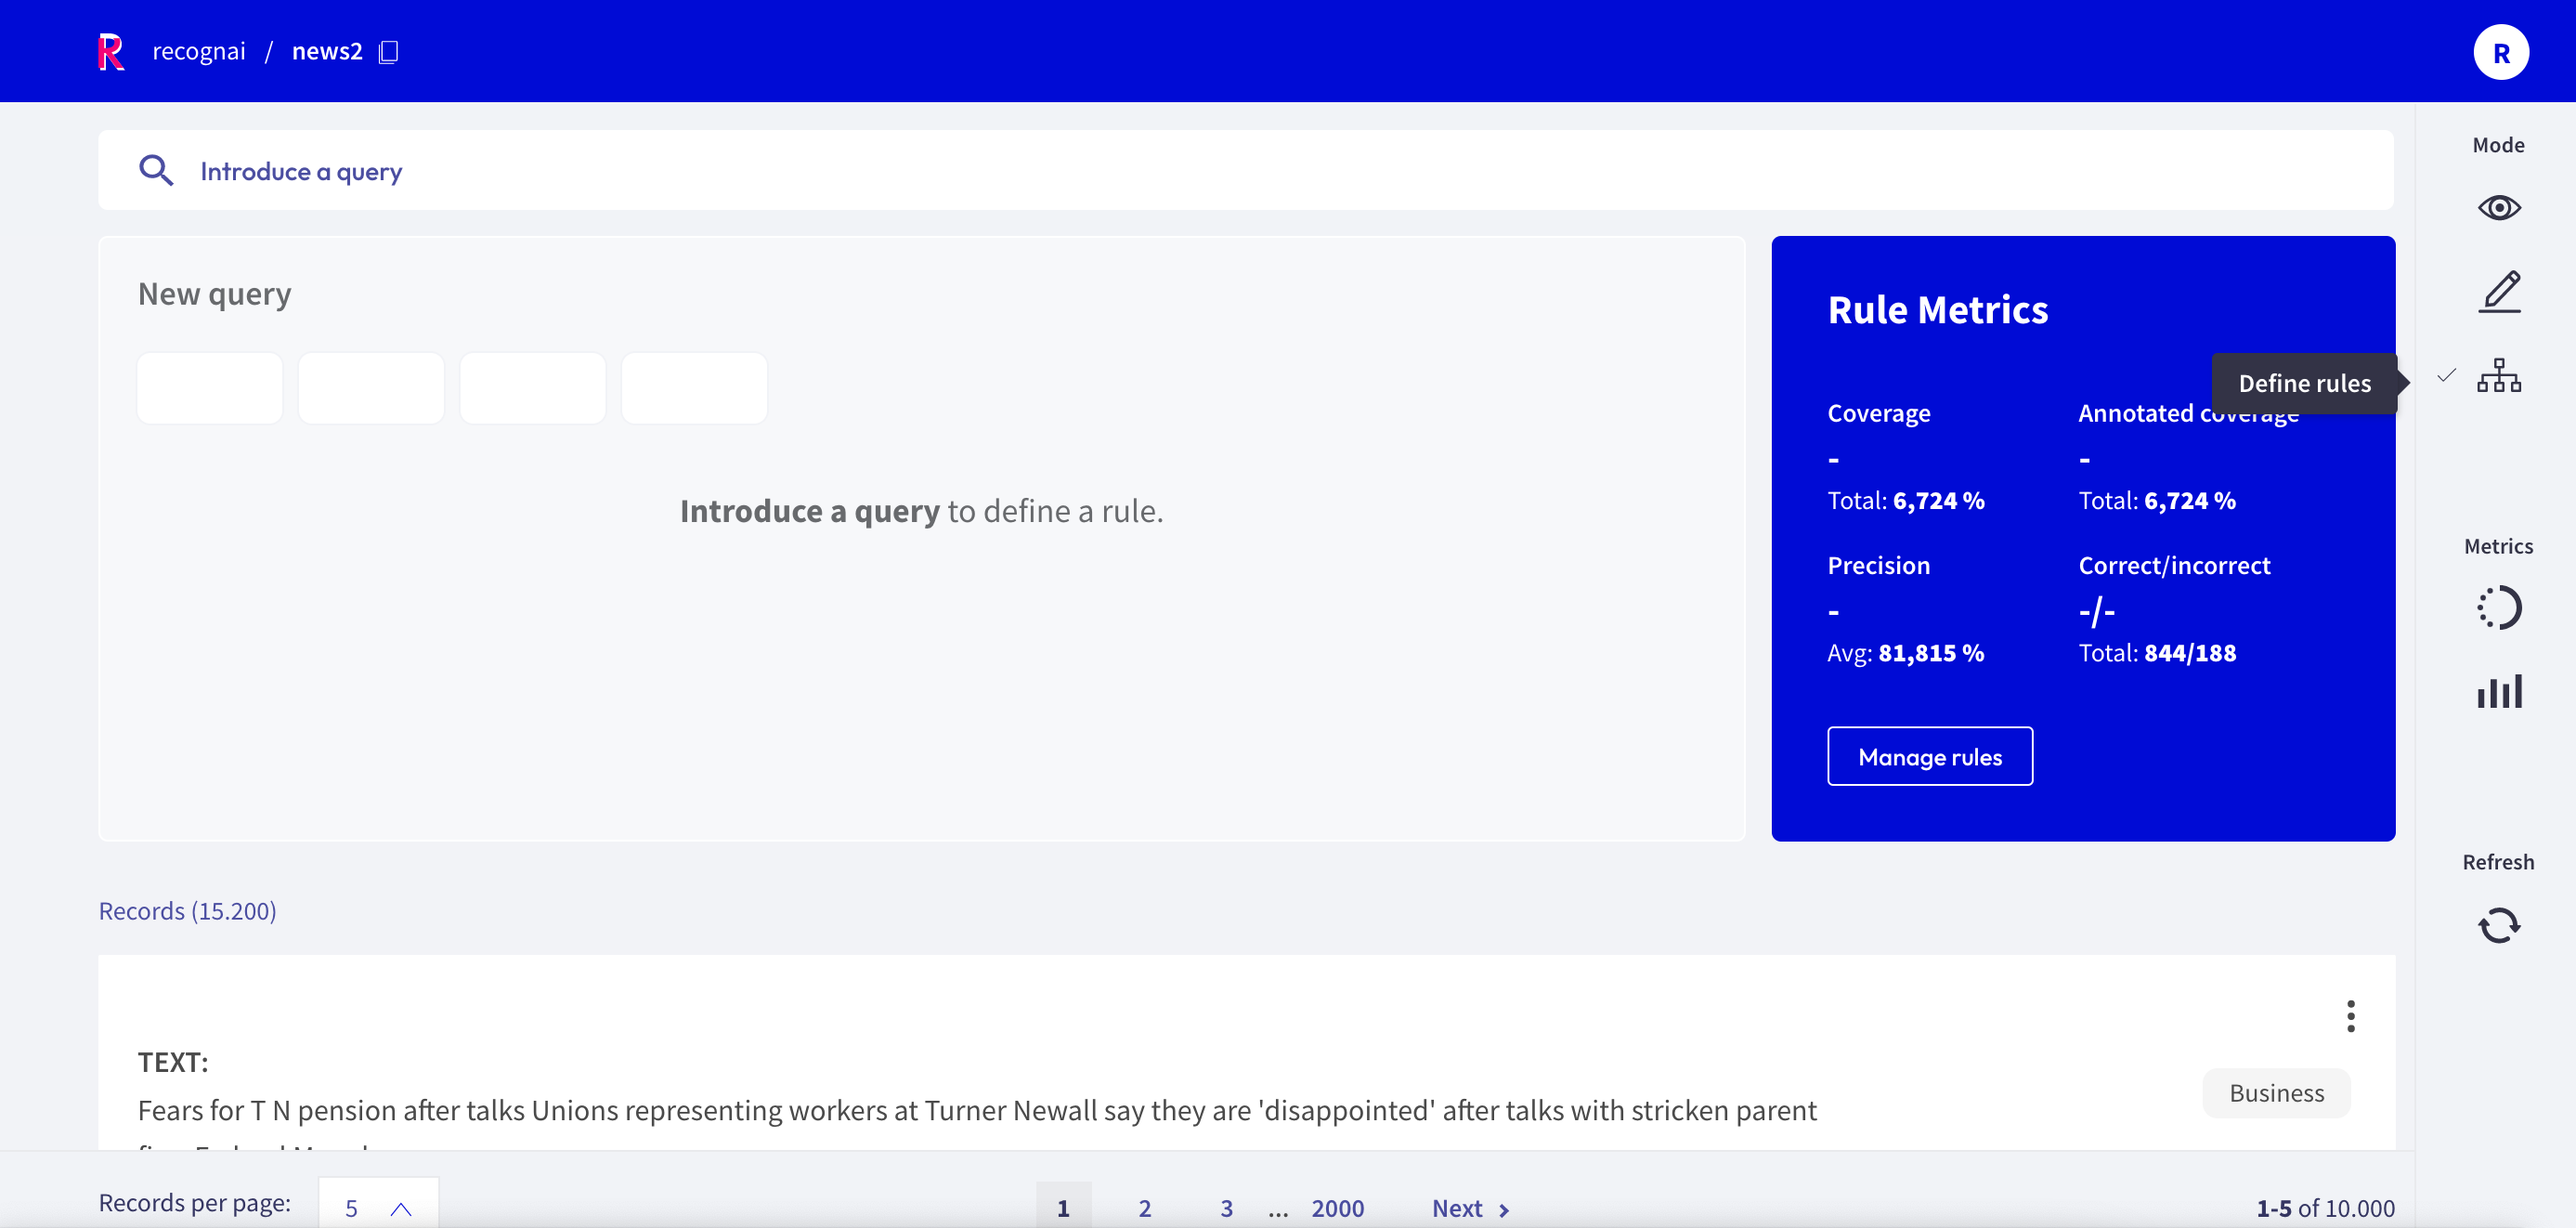 R recognai / news2
R
Introduce a query
Mode
New query
Rule Metrics
Define rules
Coverage
Annotated coverage
-
-
Total: 6,724 %
Total: 6,724 %
Introduce a query to define a rule.
Metrics
Precision
Correct/incorrect
-
-/-
Avg: 81,815 %
Total: 844/188
Manage rules
Refresh
Records (15.200)
TEXT:
Business
Fears for T N pension after talks Unions representing workers at Turner Newall say they are 'disappointed' after talks with stricken parent
Records per page: 5
1 2 3 ... 2000 Next
1-5 of 10.000